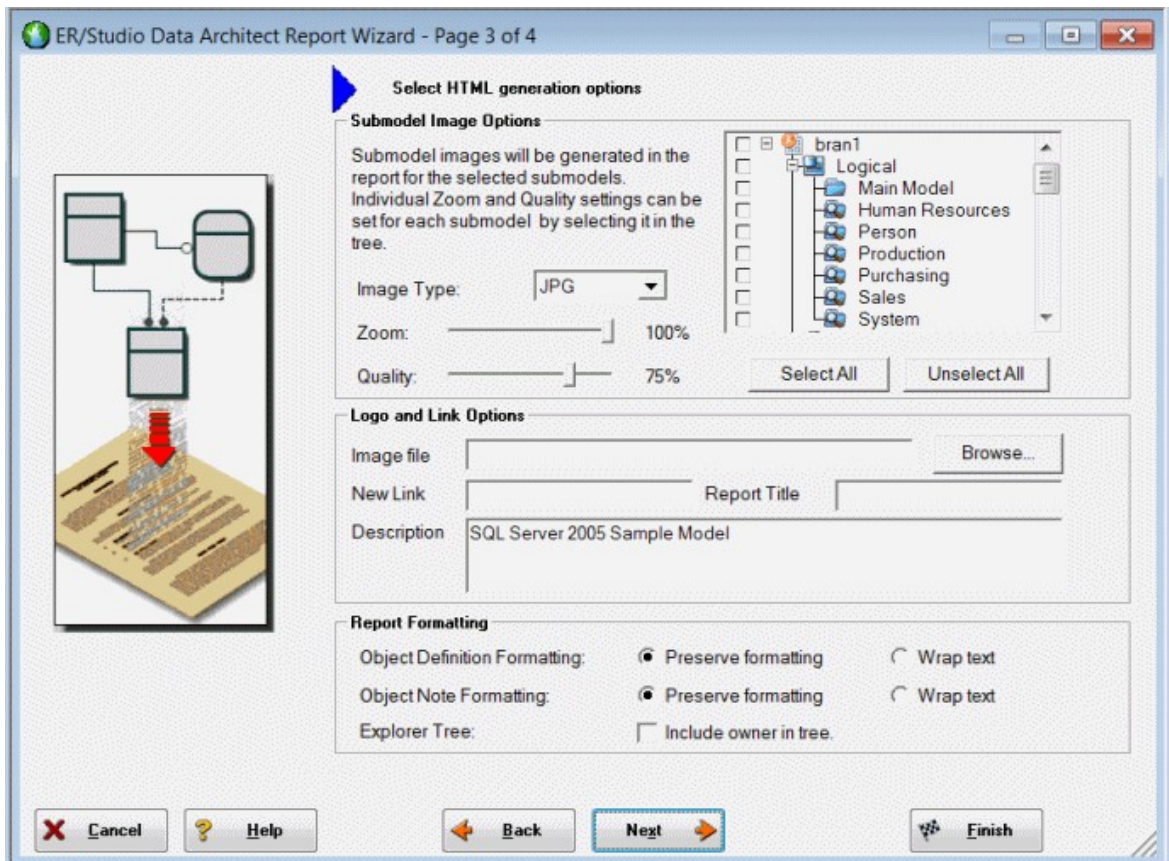 ER/Studio Data Architect Report Wizard - Page 3 of 4
Select HTML generation options
Submodel Image Options
Submodel images will be generated in the
report for the selected submodels.
Individual Zoom and Quality settings can be
set for each submodel by selecting it in the
tree.
Image Type: JPG
Zoom: 100%
Quality: 75%
bran1
Logical
Main Model
Human Resources
Person
Production
Purchasing
Sales
System
Select All Unselect All
Logo and Link Options
Image file Browse...
New Link Report Title
Description SQL Server 2005 Sample Model
Report Formatting
Object Definition Formatting: Preserve formatting Wrap text
Object Note Formatting: Preserve formatting Wrap text
Explorer Tree: Include owner in tree.
Cancel Help Back Next Finish